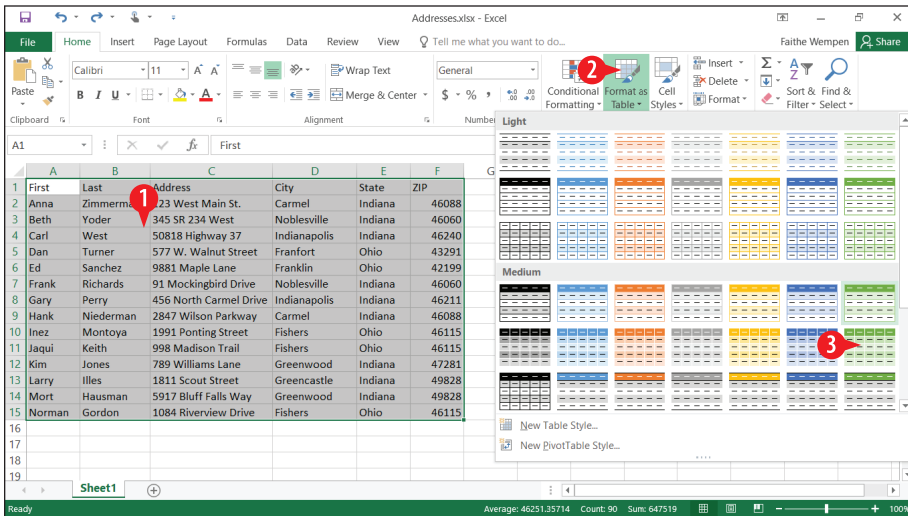 Addresses.xlsx - Excel
File Home Insert Page Layout Formulas Data Review View Tell me what you want to do... Faithe Wempen Share
Paste Calibri 11 A A Wrap Text General Insert Σ A Z
B I U A Merge & Center $ % , .0 .00 .00 .0 Conditional Formatting Format as Table Cell Styles Delete Format Sort & Filter Find & Select
Clipboard Font Alignment Number
2
A1 fx First
Light
A B C D E F G
1 First Last Address City State ZIP
2 Anna 23 West Main St. Carmel Indiana 46088
3 Beth Yoder 345 SR 234 West Noblesville Indiana 46060
4 Carl West 50818 Highway 37 Indianapolis Indiana 46240
5 Dan Turner 577 W. Walnut Street Franfort Ohio 43291
6 Ed Sanchez 9881 Maple Lane Franklin Ohio 42199
7 Frank Richards 91 Mockingbird Drive Noblesville Indiana 46060
8 Gary Perry 456 North Carmel Drive Indianapolis Indiana 46211
9 Hank Niederman 2847 Wilson Parkway Carmel Indiana 46088
10 Inez Montoya 1991 Ponting Street Fishers Ohio 46115
11 Jaqui Keith 998 Madison Trail Fishers Ohio 46115
12 Kim Jones 789 Williams Lane Greenwood Indiana 47281
13 Larry Illes 1811 Scout Street Greencastle Indiana 49828
14 Mort Hausman 5917 Bluff Falls Way Greenwood Indiana 49828
15 Norman Gordon 1084 Riverview Drive Fishers Ohio 46115
16
17
18
19
1
Medium
3
New Table Style...
New PivotTable Style...
Sheet1
Ready Average: 46251.35714 Count: 90 Sum: 647519 100%